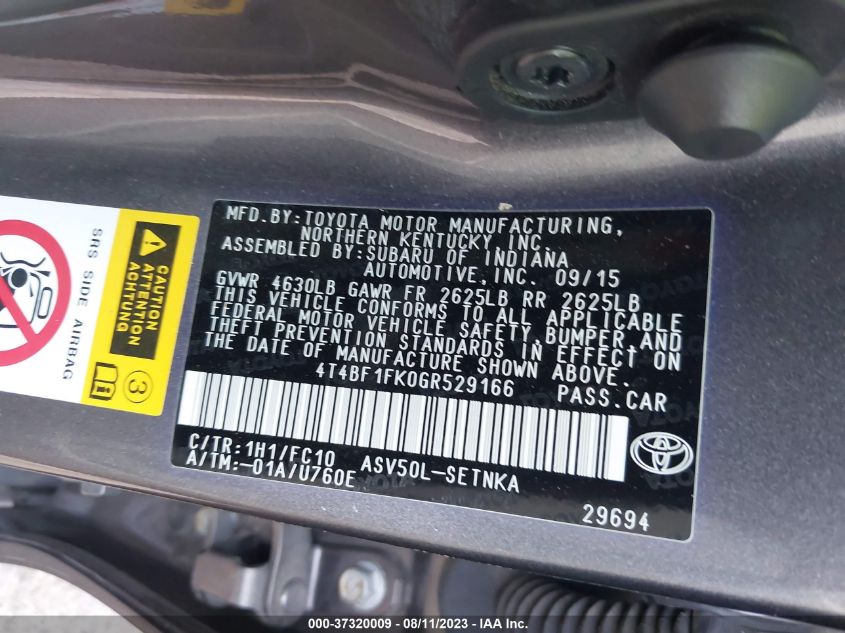 MFD.BY:TOYOTA MOTOR MANUFACTURING,
NORTHERN KENTUCKY,INC.
ASSEMBLED BY:SUBARU OF INDIANA
AUTOMOTIVE,INC. 09/15
GVWR 4630LB GAWR FR 2625LB RR 2625LB
THIS VEHICLE CONFORMS TO ALL APPLICABLE
FEDERAL MOTOR VEHICLE SAFETY,BUMPER,AND
THEFT PREVENTION STANDARDS IN EFFECT ON
THE DATE OF MANUFACTURE SHOWN ABOVE.
4T4BF1FK0GR529166 PASS.CAR
C/TR:1H1/FC10 ASV50L-SETNKA
A/TM:-01A/U760E
29694
SRS SIDE AIRBAG
CAUTION
ATTENTION
ACHTUNG
3
000-37320009 - 08/11/2023 - IAA Inc.